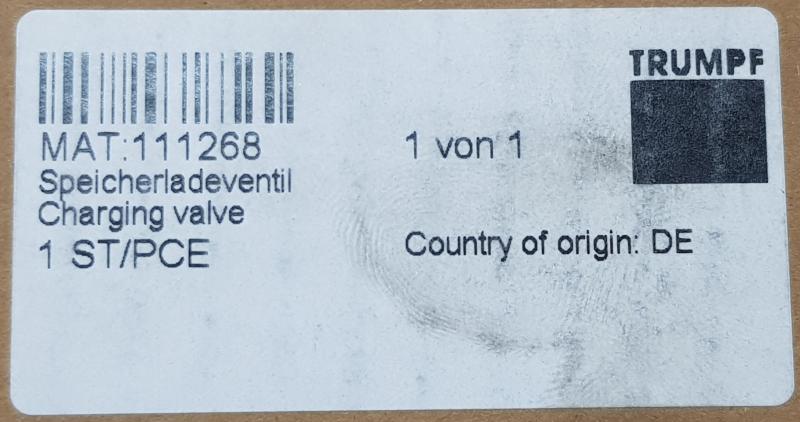 TRUMPF
MAT:111268
1 von 1
Speicherladeventil
Charging valve
1 ST/PCE
Country of origin: DE